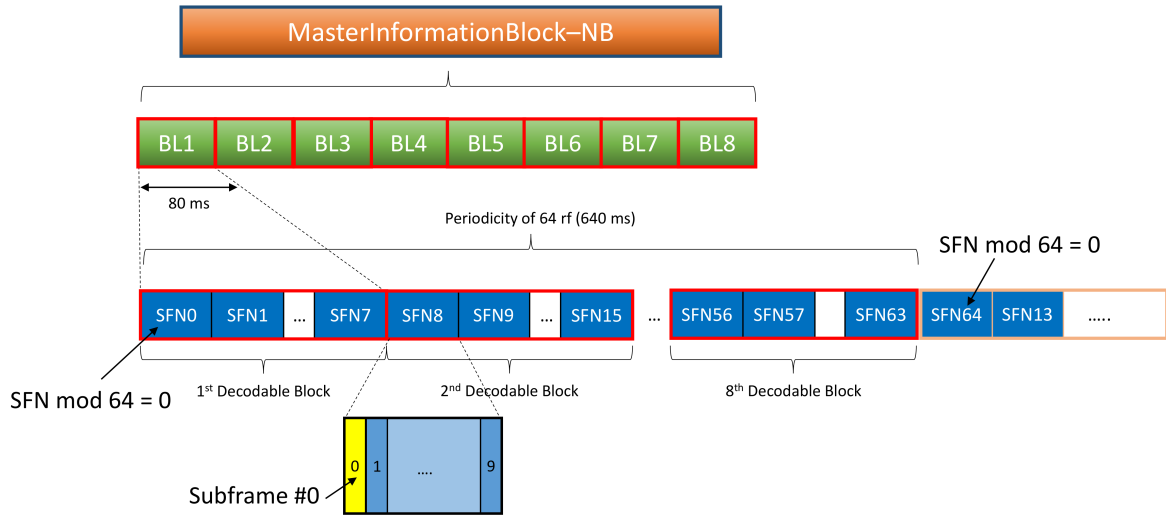 MasterInformationBlock–NB
BL1 BL2 BL3 BL4 BL5 BL6 BL7 BL8
80 ms
Periodicity of 64 rf (640 ms)
SFN mod 64 = 0
SFN0 SFN1 ... SFN7 SFN8 SFN9 ... SFN15 ... SFN56 SFN57 SFN63 SFN64 SFN13 .....
1st Decodable Block 2nd Decodable Block 8th Decodable Block
SFN mod 64 = 0
0 1 .... 9
Subframe #0